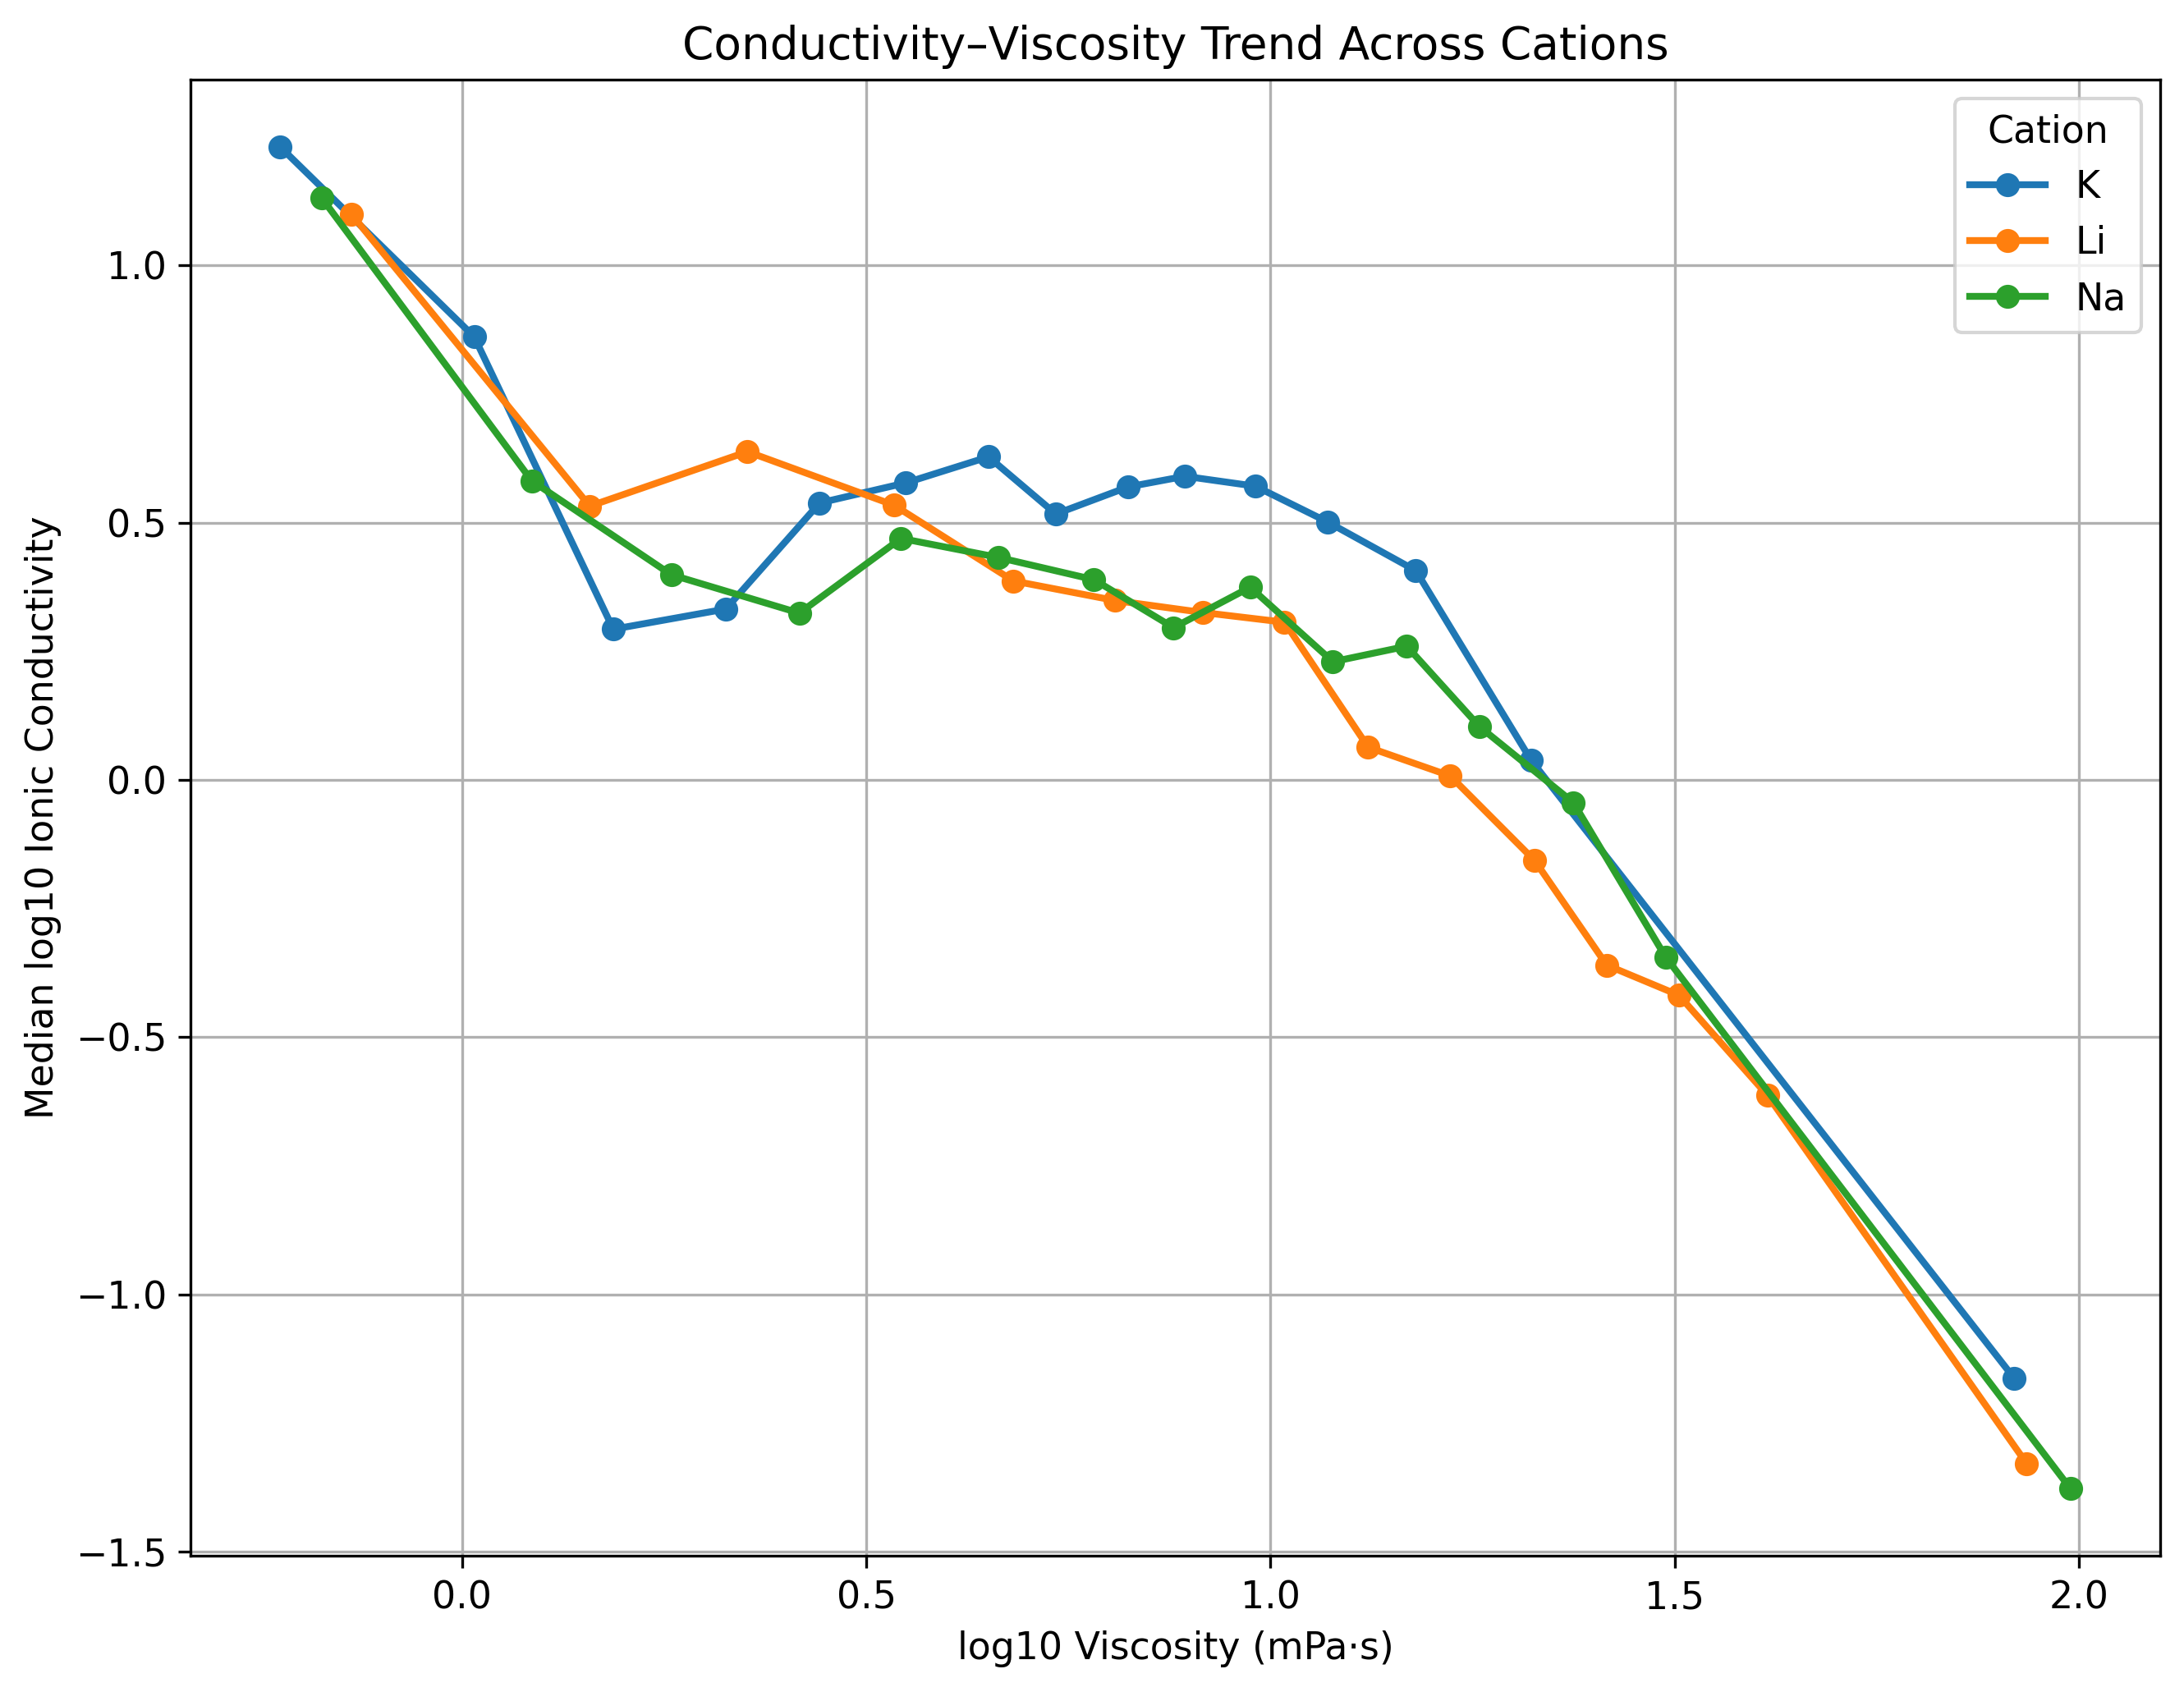 Conductivity–Viscosity Trend Across Cations
Cation
K
Li
Na
Median log10 Ionic Conductivity
1.0
0.5
0.0
−0.5
−1.0
−1.5
0.0 0.5 1.0 1.5 2.0
log10 Viscosity (mPa·s)